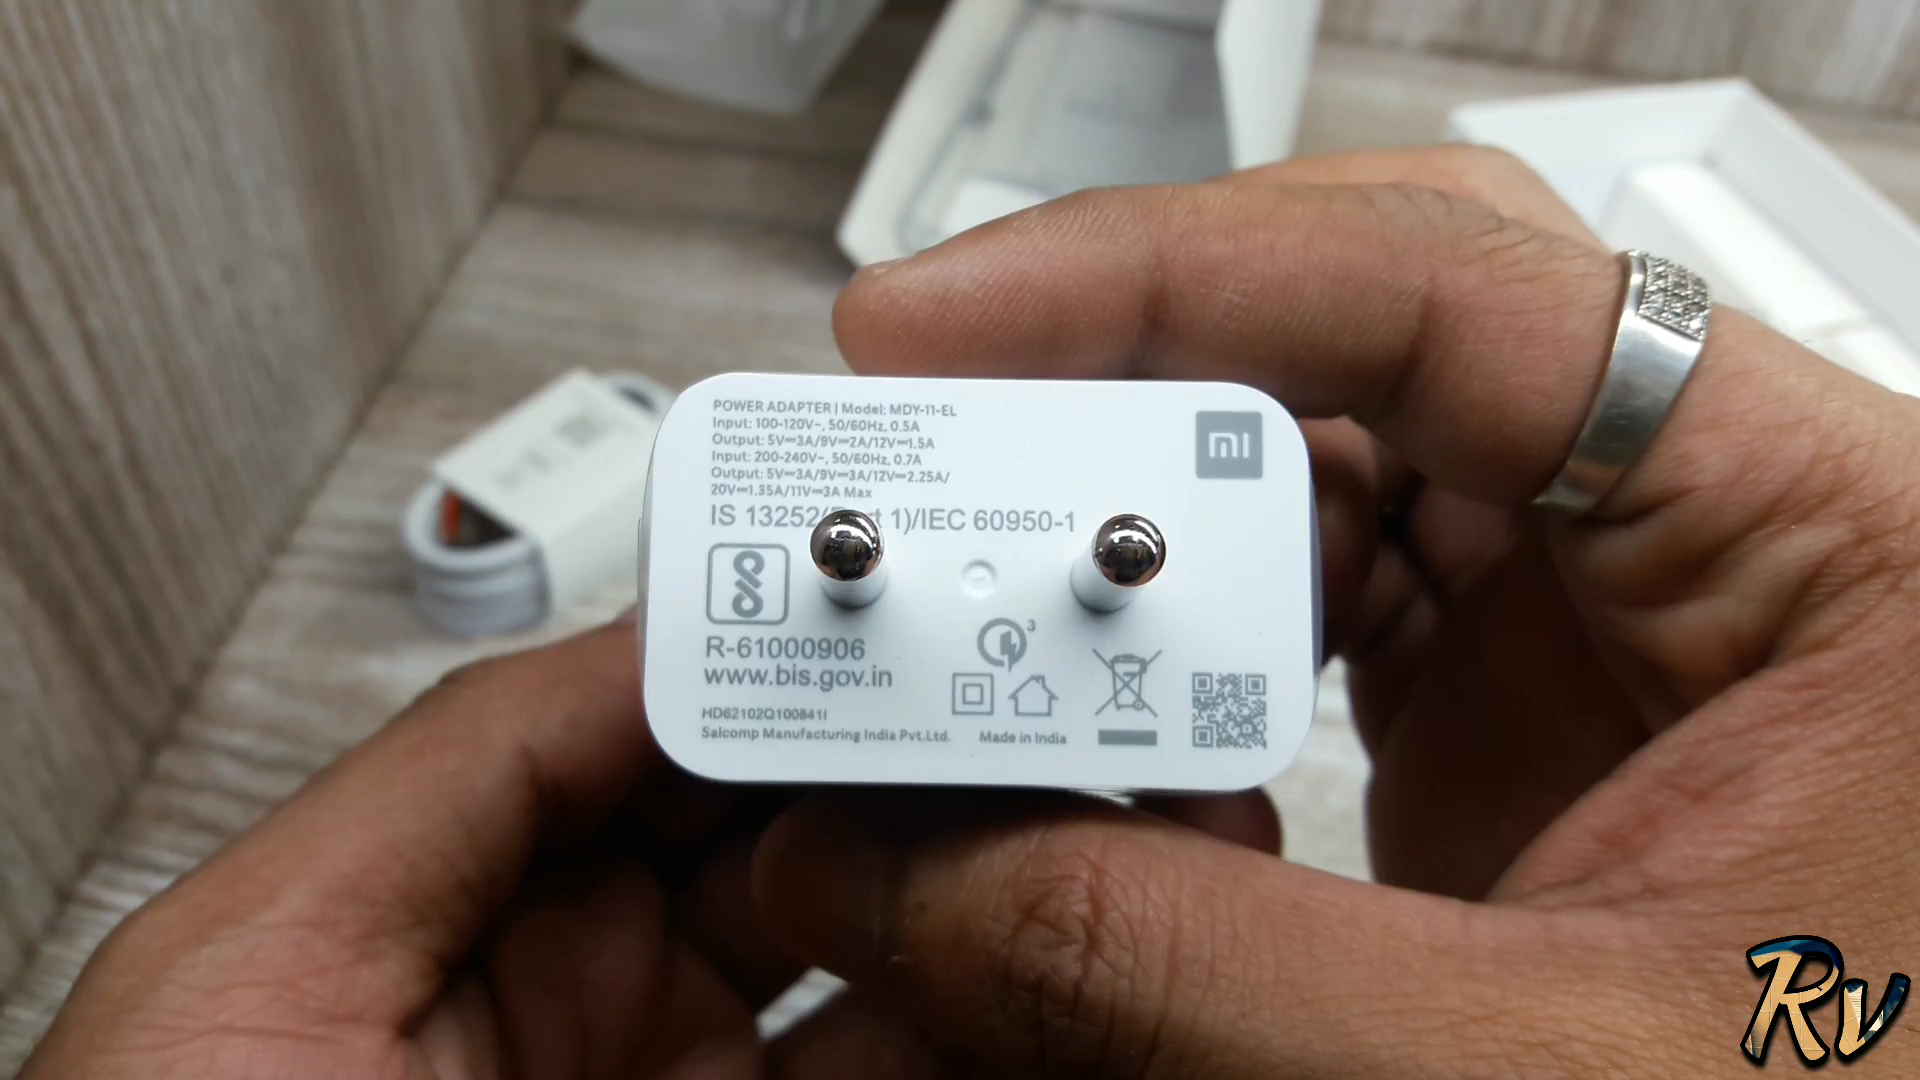 POWER ADAPTER | Model: MDY-11-EL
Input: 100-120V~, 50/60Hz, 0.5A
Output: 5V⎓3A/9V⎓2A/12V⎓1.5A
Input: 200-240V~, 50/60Hz, 0.7A
Output: 5V⎓3A/9V⎓3A/12V⎓2.25A/
20V⎓1.35A/11V⎓3A Max
IS 13252(Part 1)/IEC 60950-1
mi
3
R-61000906
www.bis.gov.in
HD62102Q100841I
Salcomp Manufacturing India Pvt.Ltd. Made in India
Rv